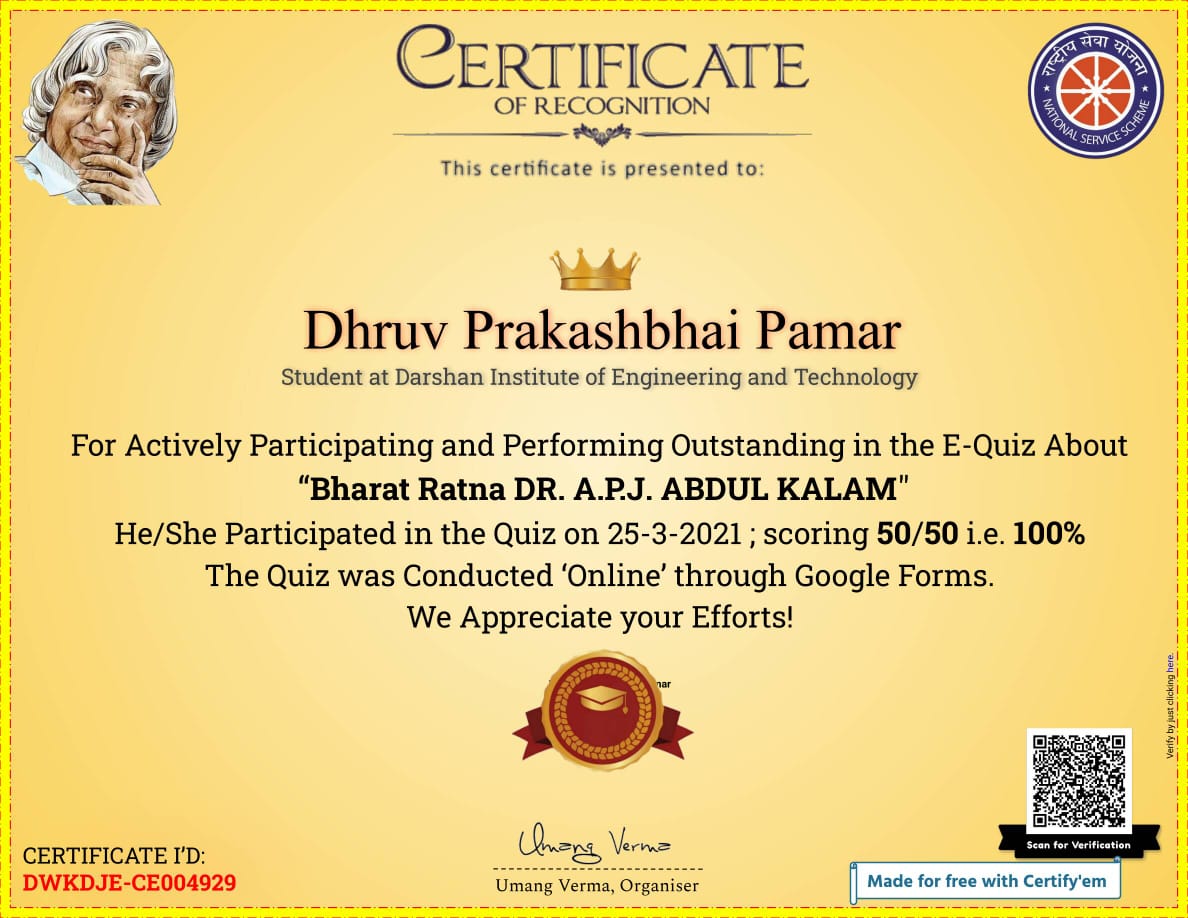 CERTIFICATE
OF RECOGNITION
राष्ट्रीय सेवा योजना
NATIONAL SERVICE SCHEME
This certificate is presented to:
Dhruv Prakashbhai Pamar
Student at Darshan Institute of Engineering and Technology
For Actively Participating and Performing Outstanding in the E-Quiz About
“Bharat Ratna DR. A.P.J. ABDUL KALAM"
He/She Participated in the Quiz on 25-3-2021 ; scoring 50/50 i.e. 100%
The Quiz was Conducted ‘Online’ through Google Forms.
We Appreciate your Efforts!
Verify by just clicking here.
Scan for Verification
Umang Verma
Umang Verma, Organiser
CERTIFICATE I’D:
DWKDJE-CE004929
Made for free with Certify'em